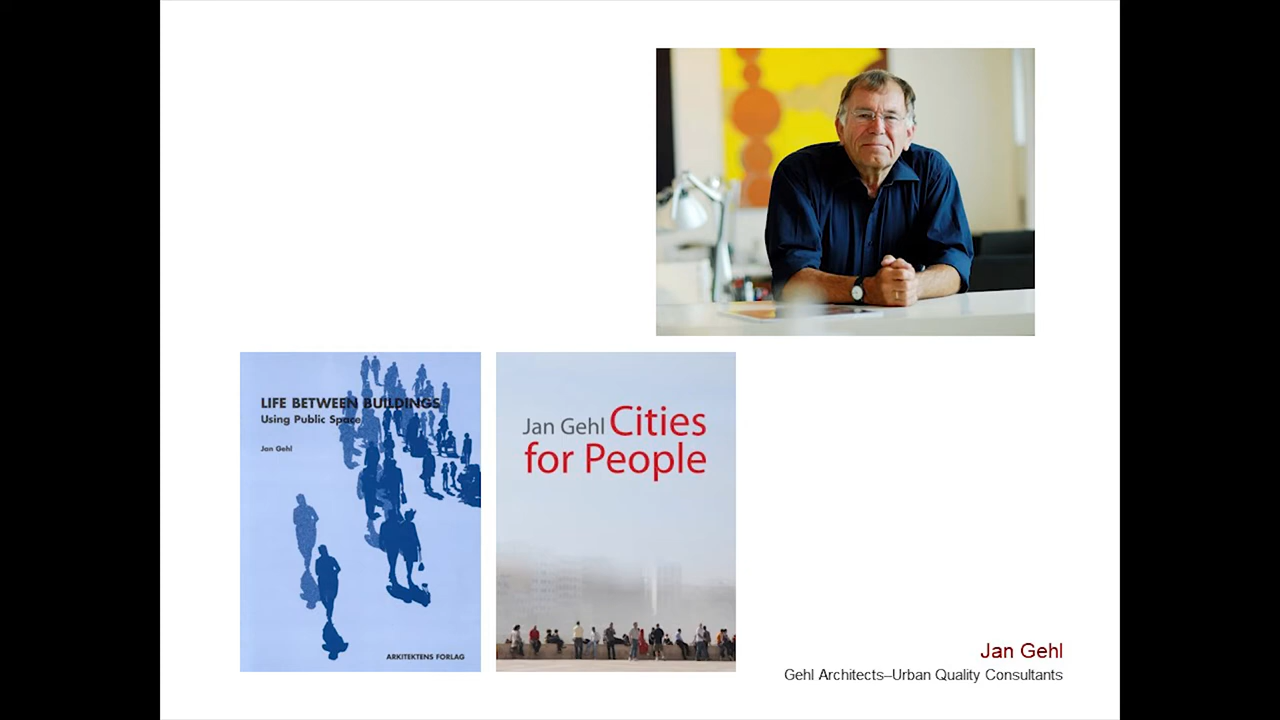 LIFE BETWEEN BUILDINGS
Using Public Space
Jan Gehl
ARKITEKTENS FORLAG
Jan Gehl Cities
for People
Jan Gehl
Gehl Architects–Urban Quality Consultants